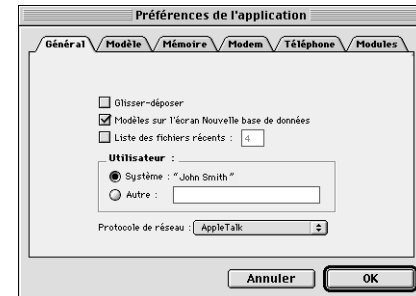 Préférences de l'application
Général Modèle Mémoire Modem Téléphone Modules
Glisser-déposer
Modèles sur l'écran Nouvelle base de données
Liste des fichiers récents : 4
Utilisateur :
Système : "John Smith"
Autre :
Protocole de réseau : AppleTalk
Annuler OK